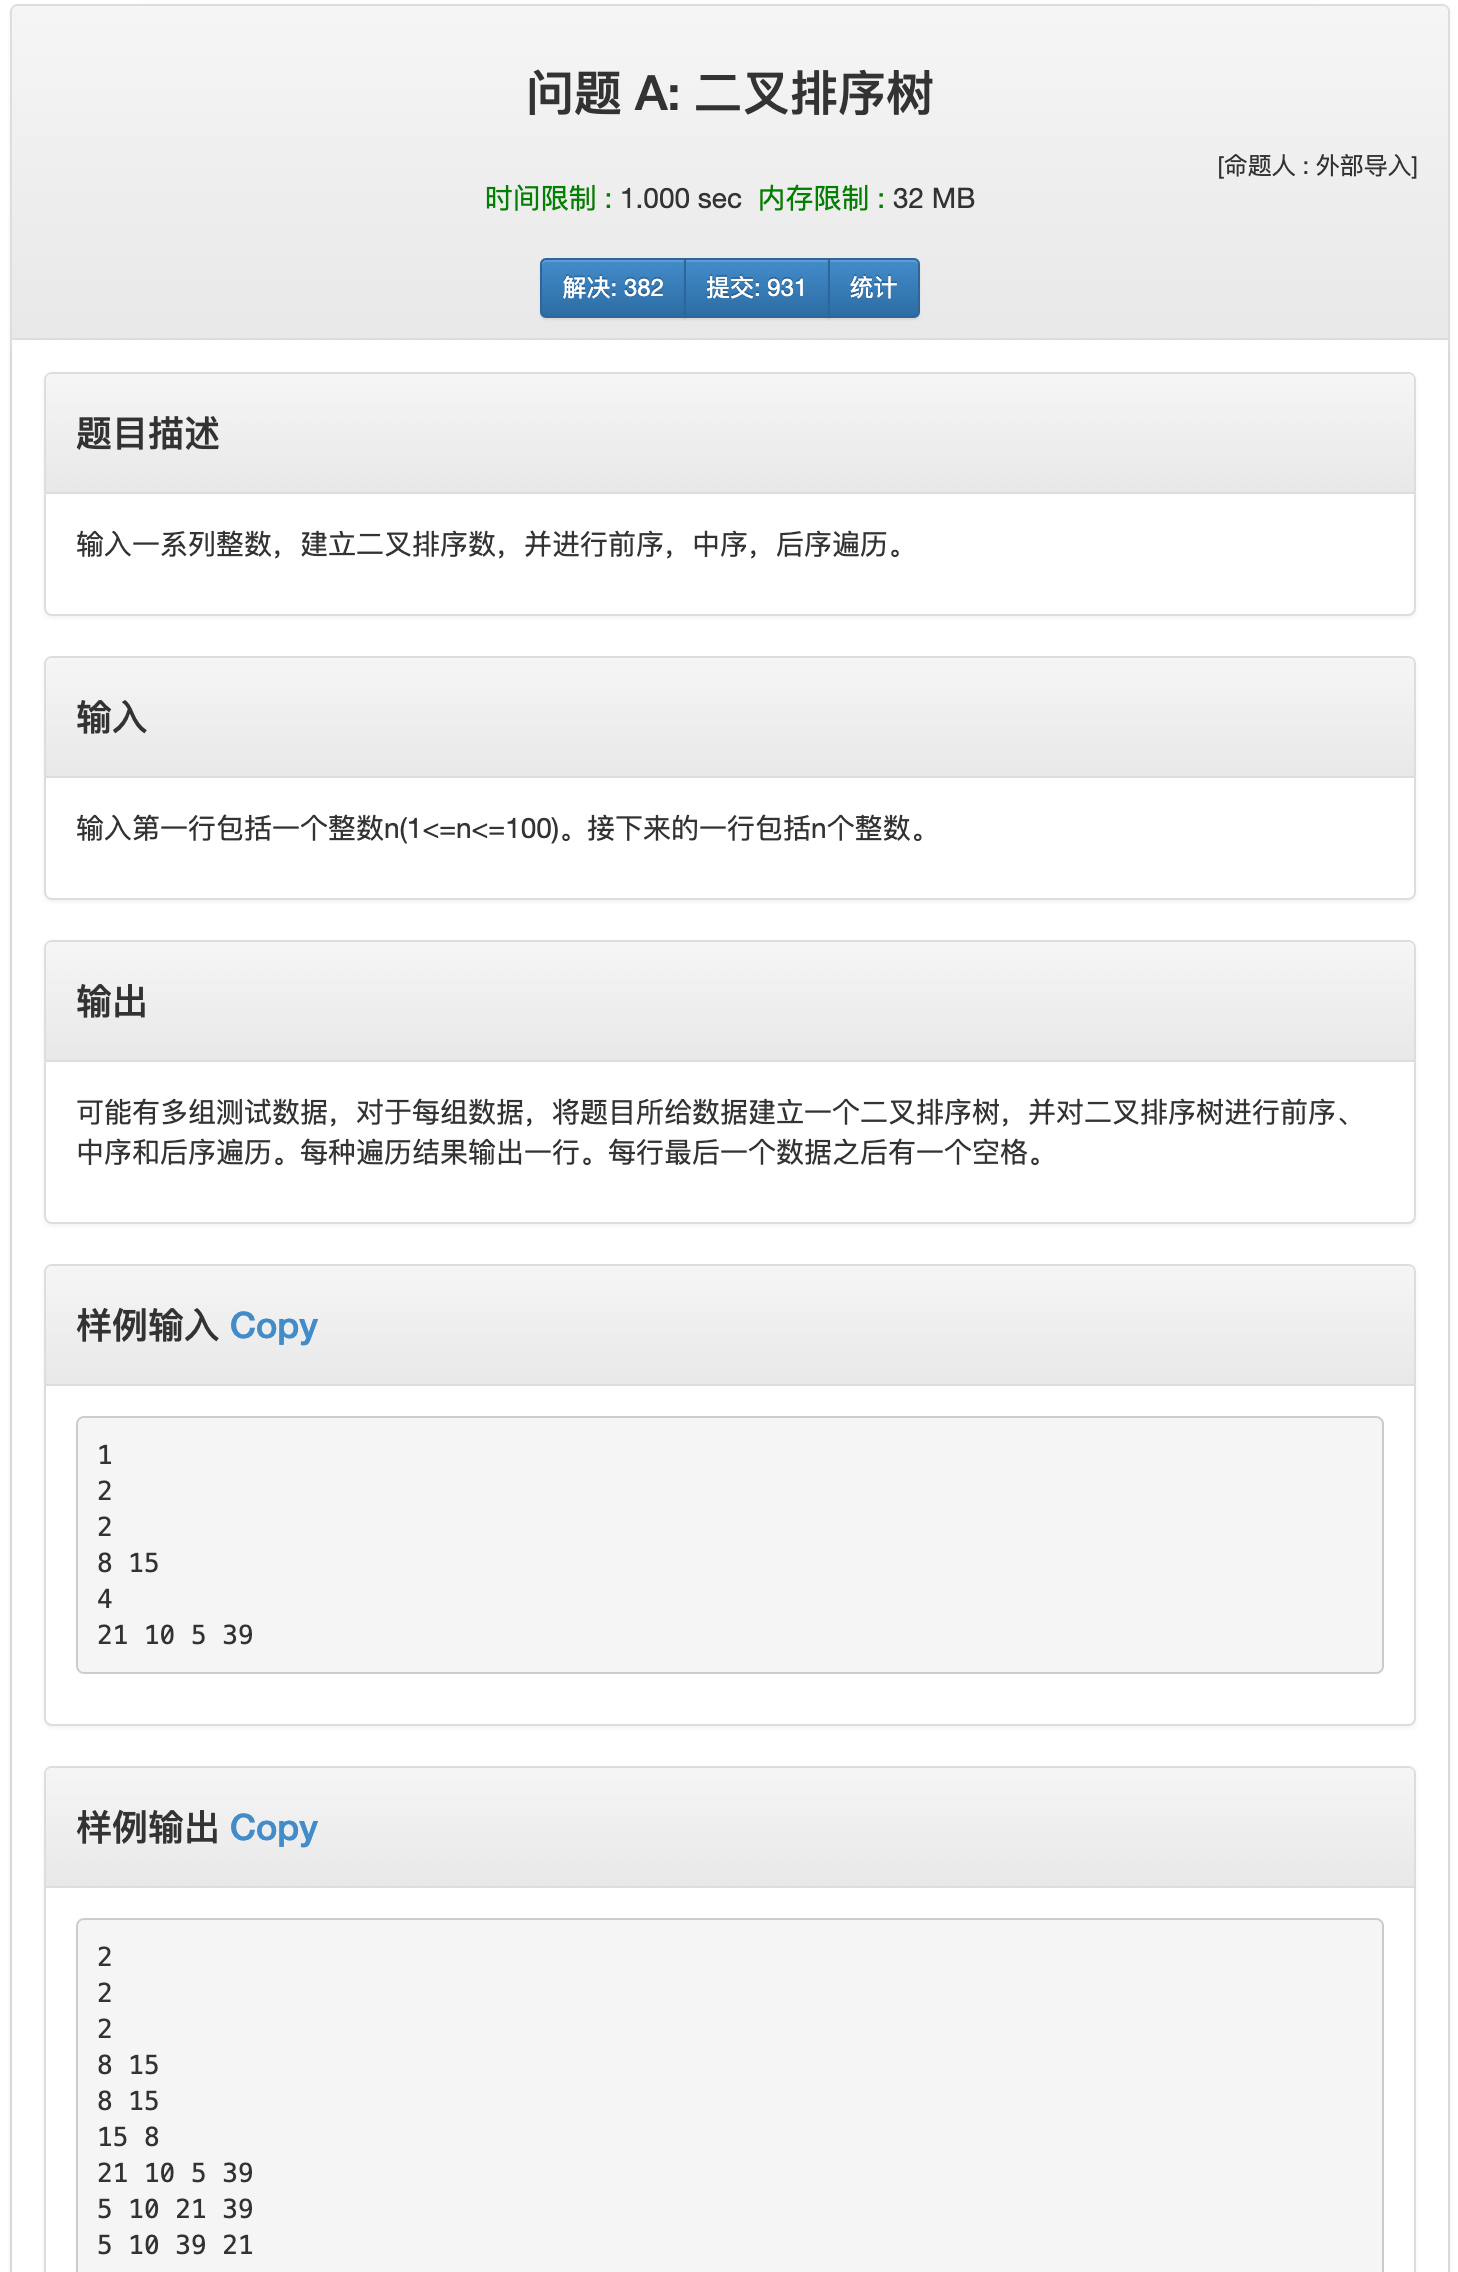 问题 A: 二叉排序树
[命题人 : 外部导入]
时间限制 : 1.000 sec 内存限制 : 32 MB
解决: 382 提交: 931 统计
题目描述
输入一系列整数，建立二叉排序数，并进行前序，中序，后序遍历。
输入
输入第一行包括一个整数n(1<=n<=100)。接下来的一行包括n个整数。
输出
可能有多组测试数据，对于每组数据，将题目所给数据建立一个二叉排序树，并对二叉排序树进行前序、
中序和后序遍历。每种遍历结果输出一行。每行最后一个数据之后有一个空格。
样例输入 Copy
1
2
2
8 15
4
21 10 5 39
样例输出 Copy
2
2
2
8 15
8 15
15 8
21 10 5 39
5 10 21 39
5 10 39 21